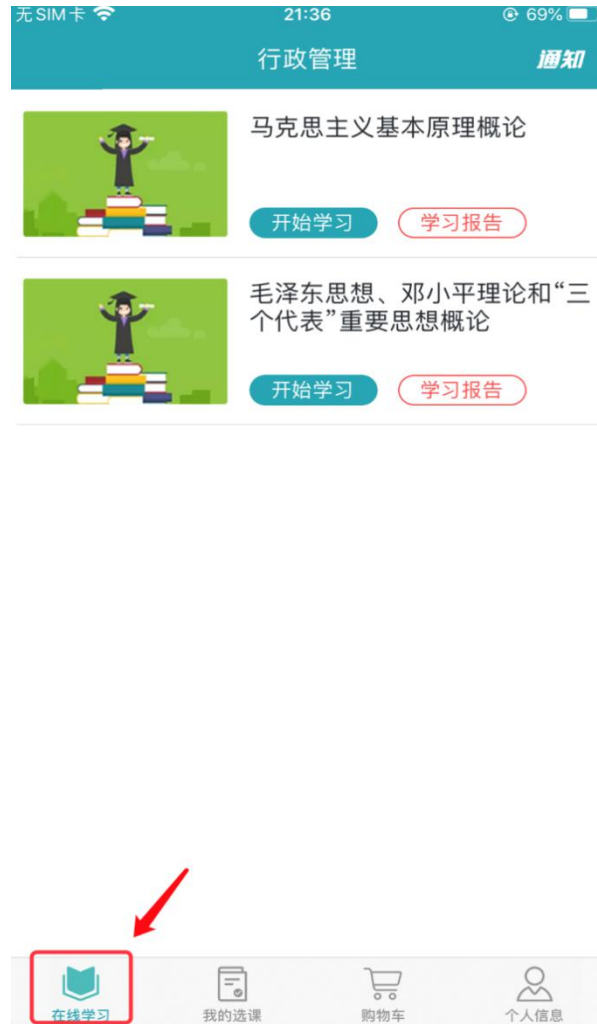 无SIM卡 21:36 69%
行政管理 通知
马克思主义基本原理概论
开始学习 学习报告
毛泽东思想、邓小平理论和“三
个代表”重要思想概论
开始学习 学习报告
在线学习 我的选课 购物车 个人信息